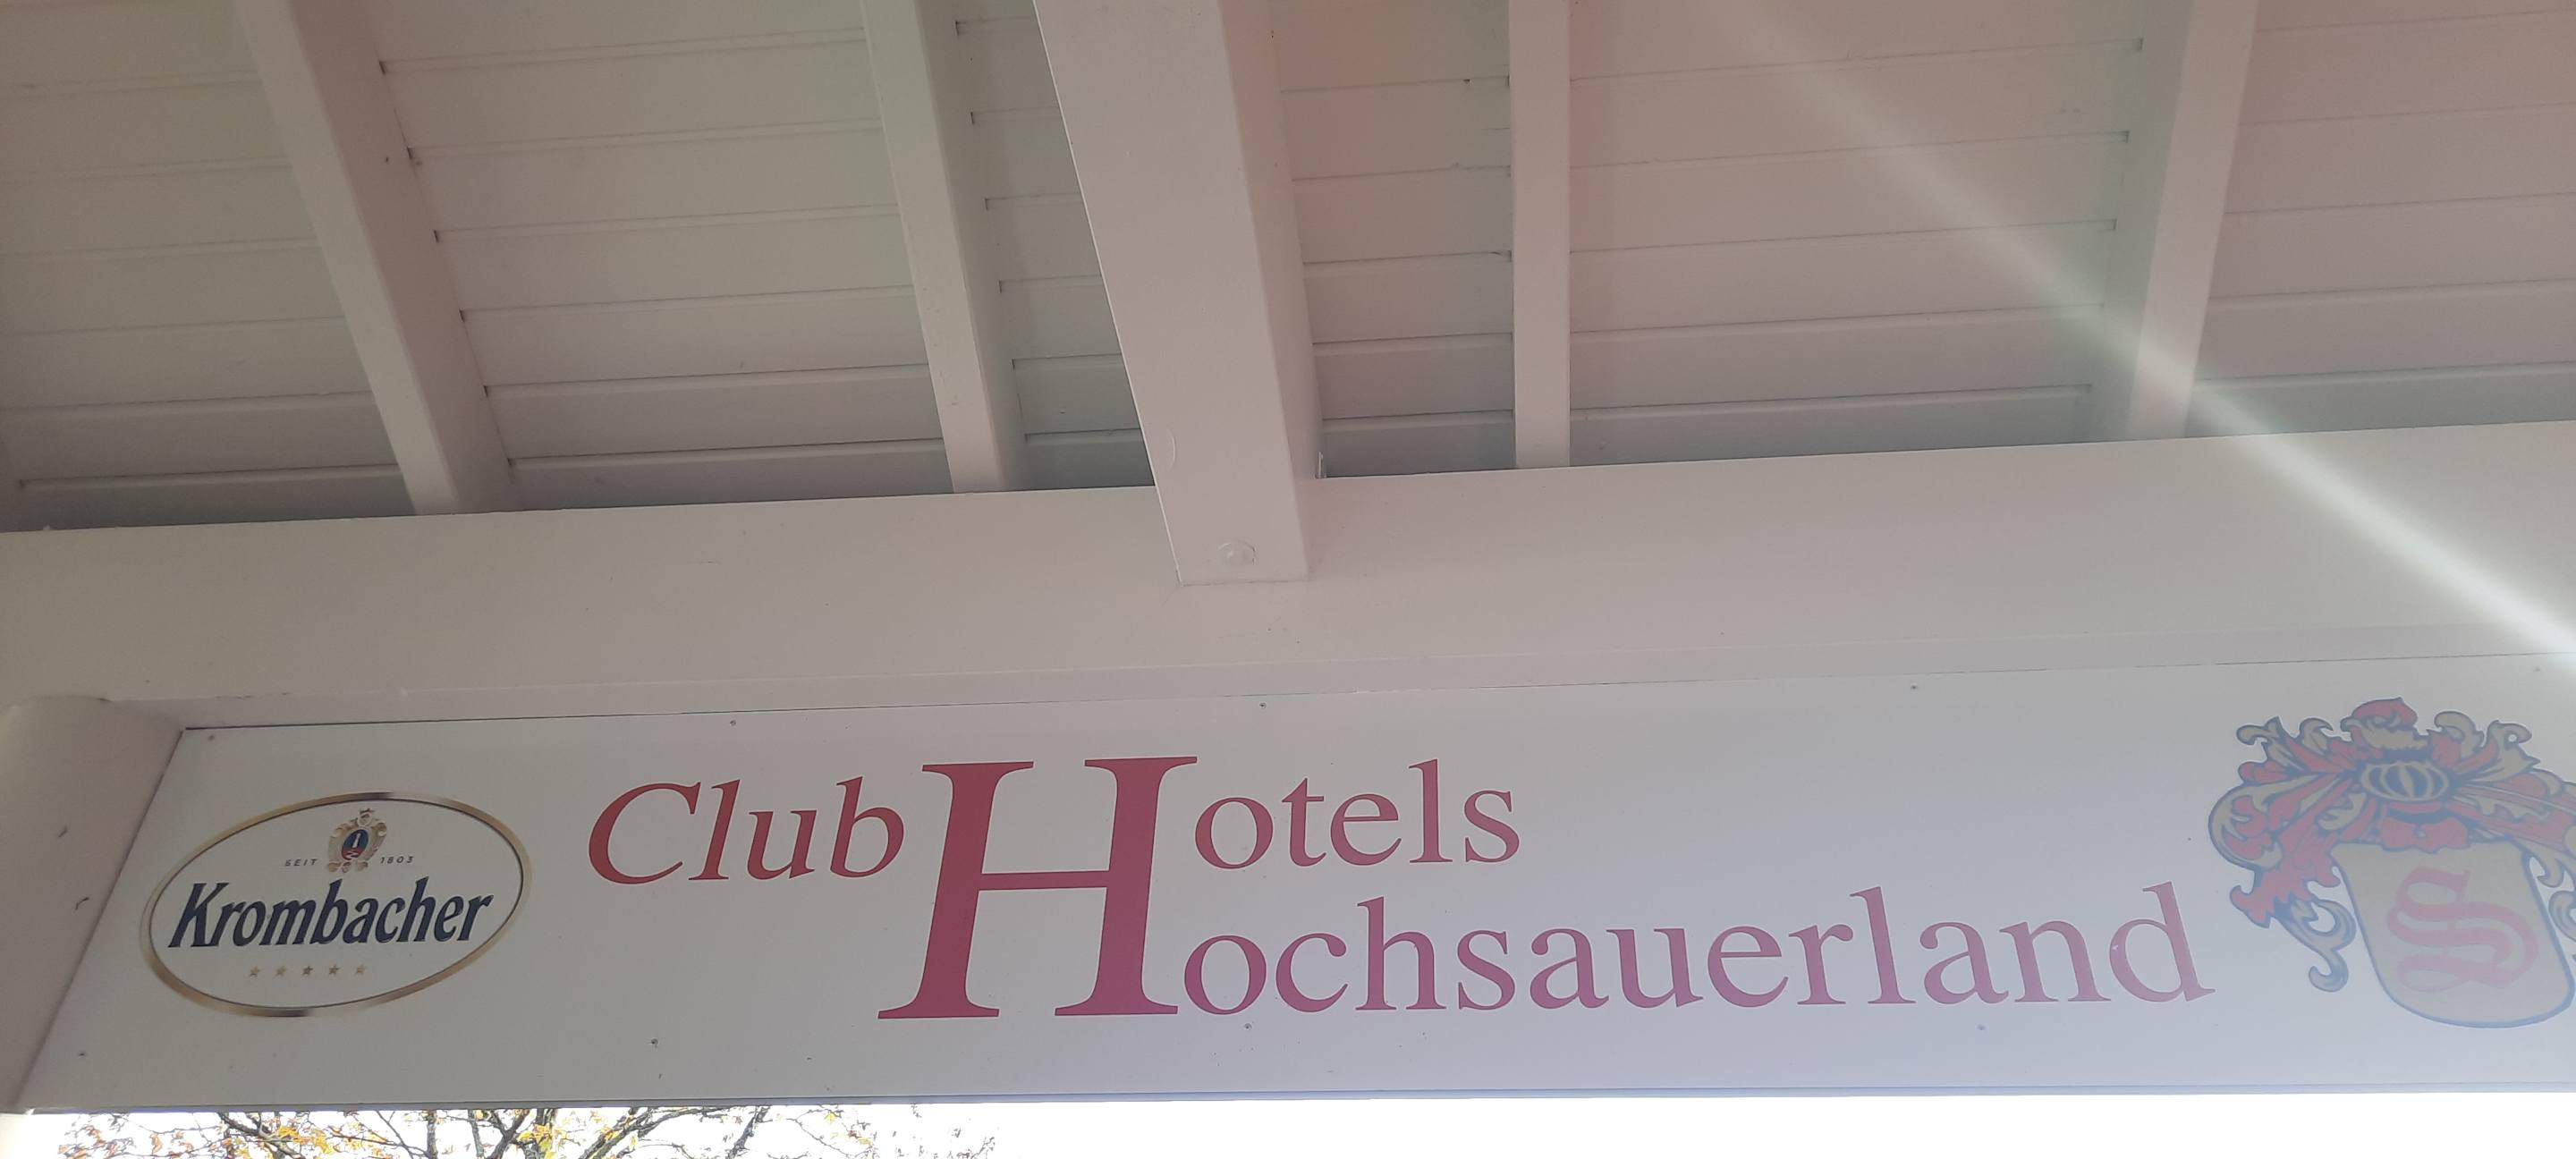 SEIT 1803
Krombacher
Club Hotels
Hochsauerland
S